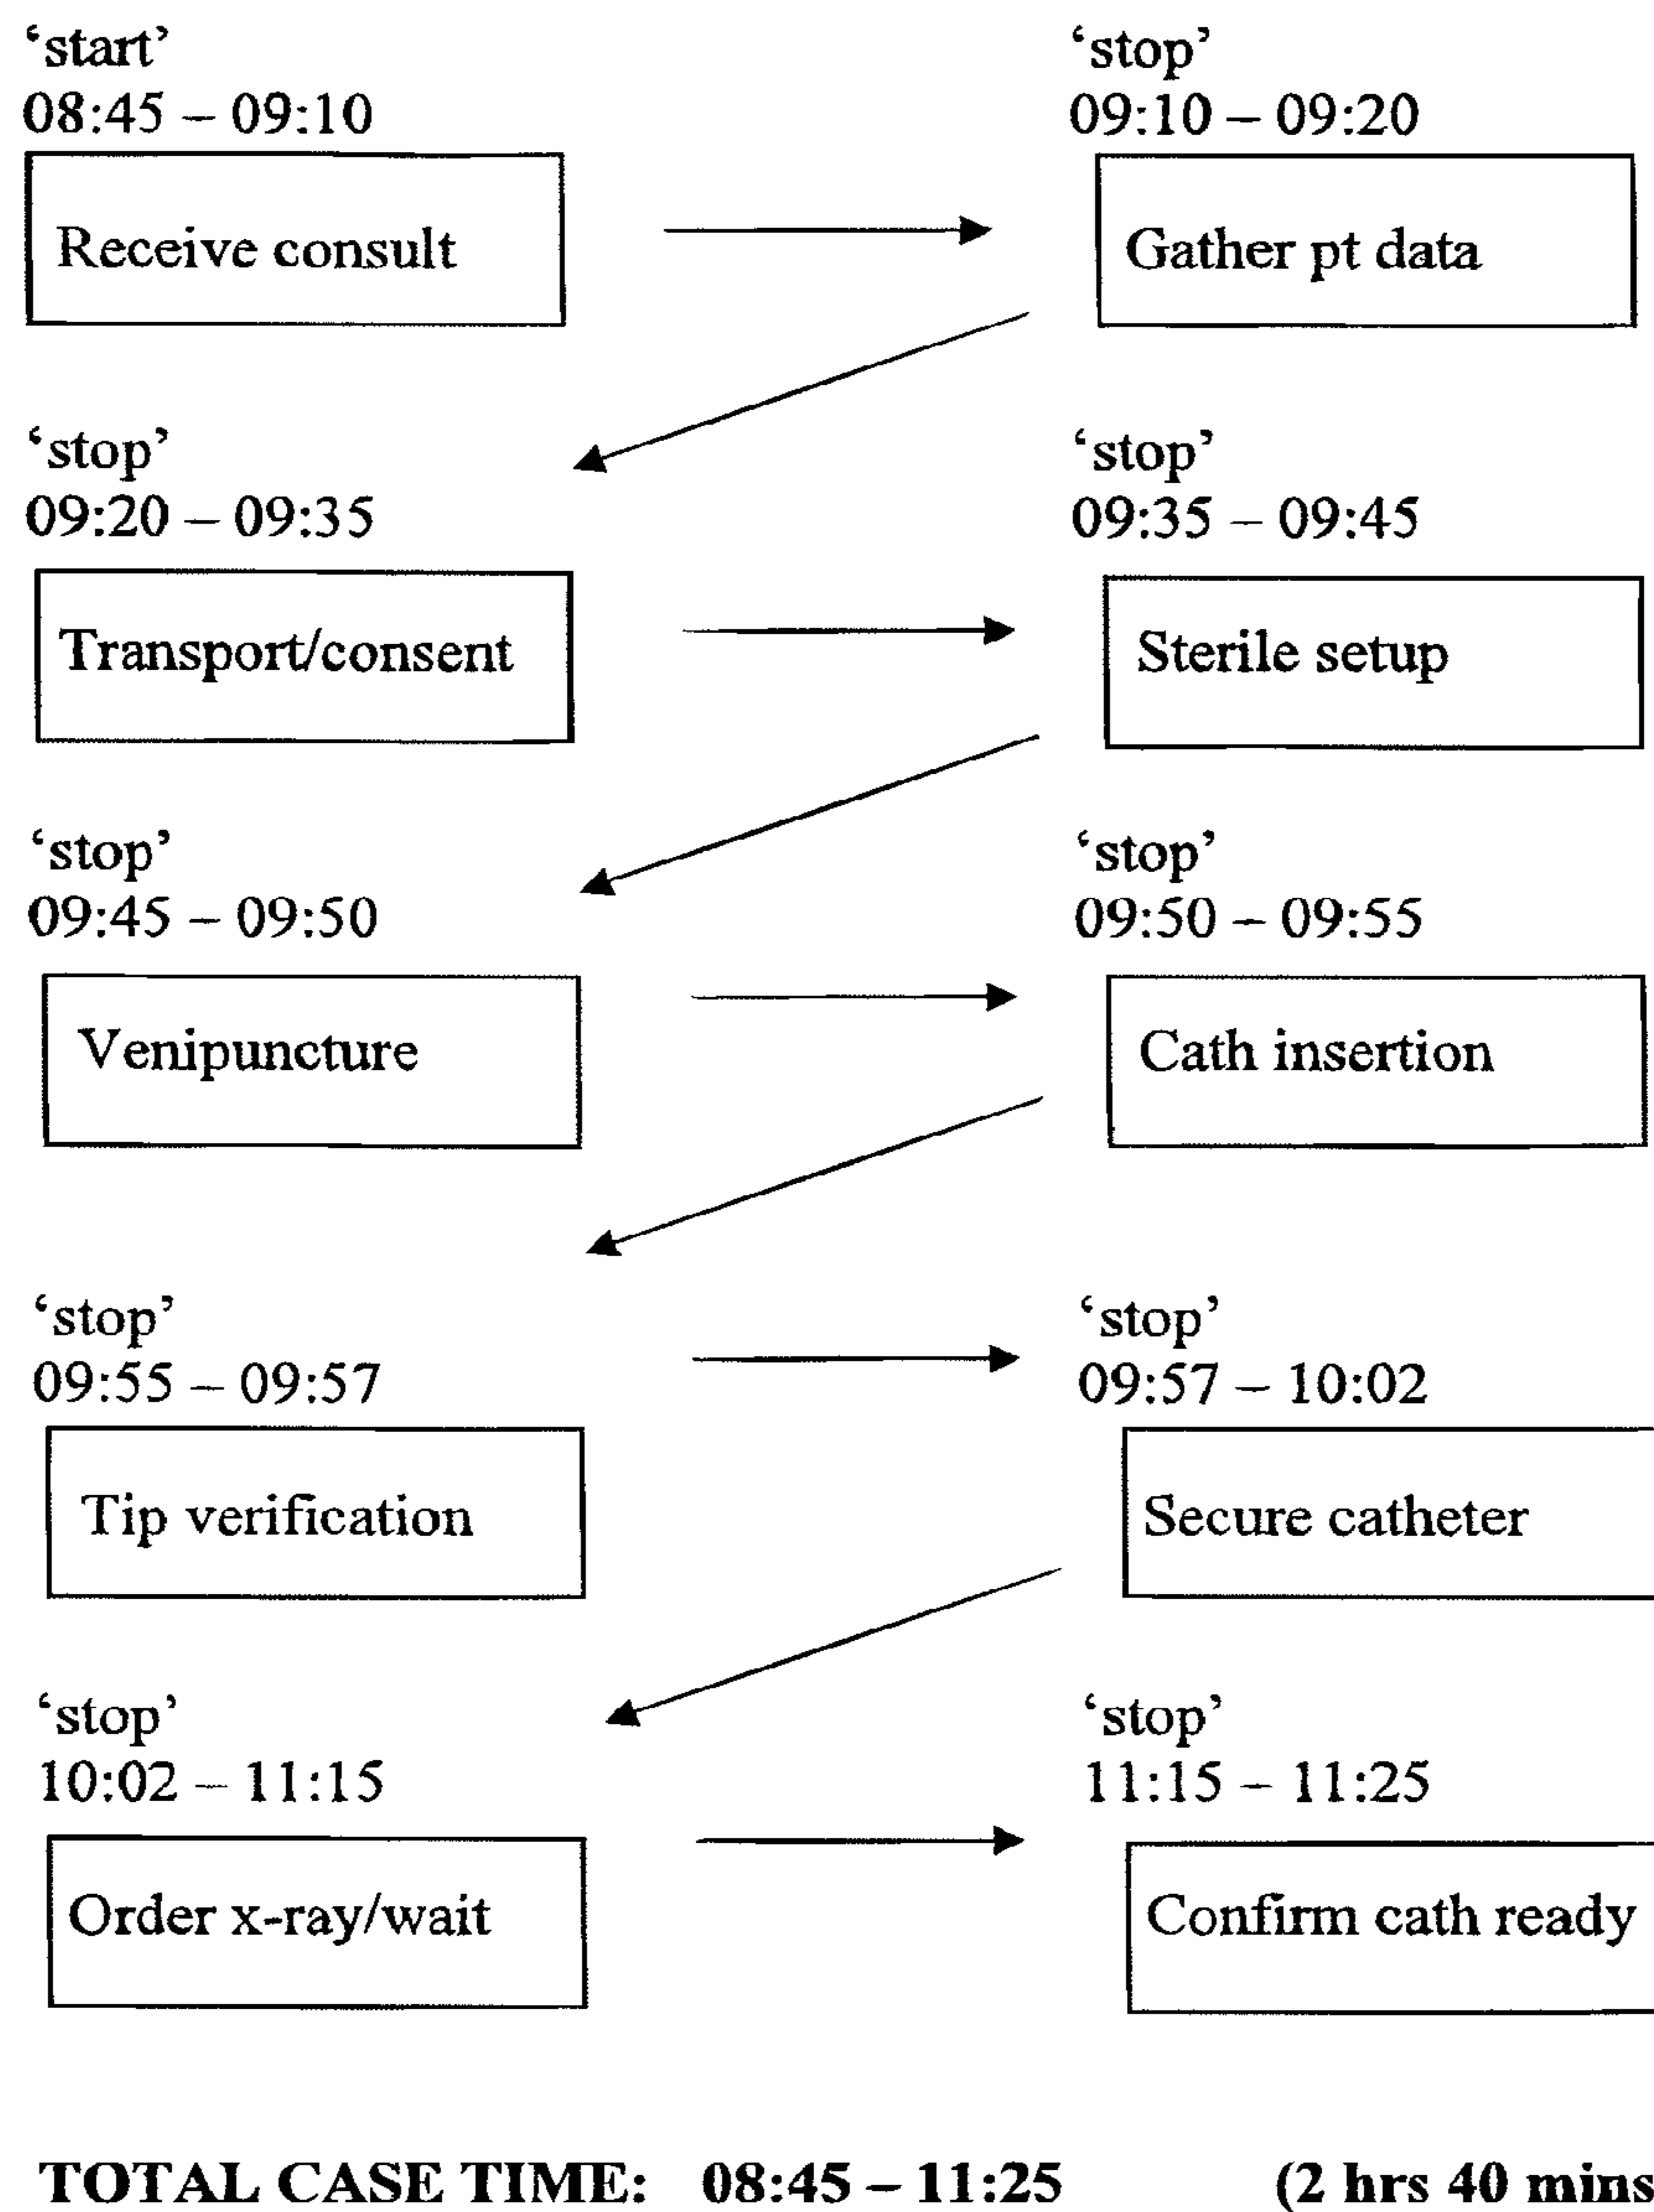 ‘start’
08:45 – 09:10
Receive consult
‘stop’
09:10 – 09:20
Gather pt data
‘stop’
09:20 – 09:35
Transport/consent
‘stop’
09:35 – 09:45
Sterile setup
‘stop’
09:45 – 09:50
Venipuncture
‘stop’
09:50 – 09:55
Cath insertion
‘stop’
09:55 – 09:57
Tip verification
‘stop’
09:57 – 10:02
Secure catheter
‘stop’
10:02 – 11:15
Order x-ray/wait
‘stop’
11:15 – 11:25
Confirm cath ready
TOTAL CASE TIME: 08:45 – 11:25 (2 hrs 40 mins